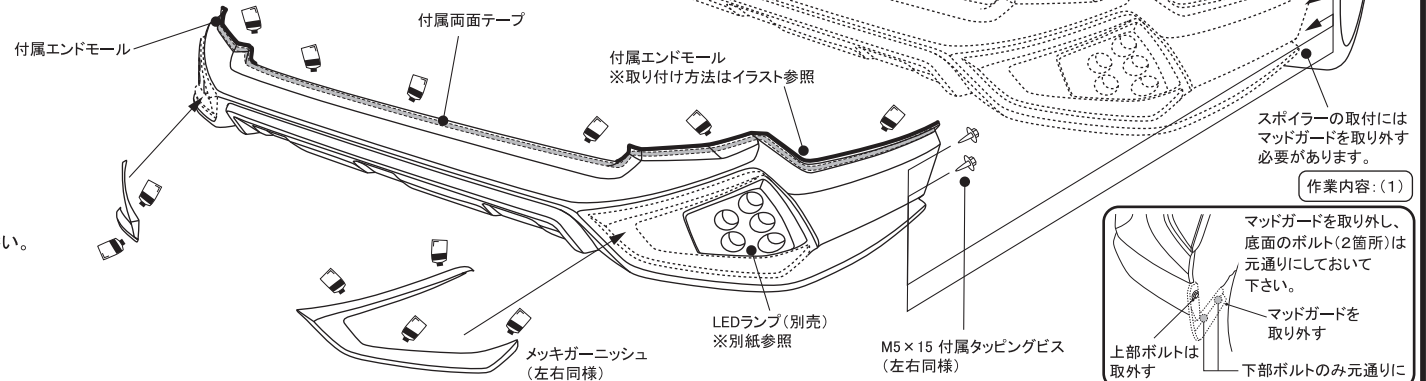 付属エンドモール
付属両面テープ
付属エンドモール
※取り付け方法はイラスト参照
スポイラーの取付には
マッドガードを取り外す
必要があります。
作業内容:(1)
い。
メッキガーニッシュ
(左右同様)
LEDランプ(別売)
※別紙参照
M5×15 付属タッピングビス
(左右同様)
マッドガードを取り外し、
底面のボルト(2箇所)は
元通りにしておいて
下さい。
マッドガードを
取り外す
上部ボルトは
取外す
下部ボルトのみ元通りに